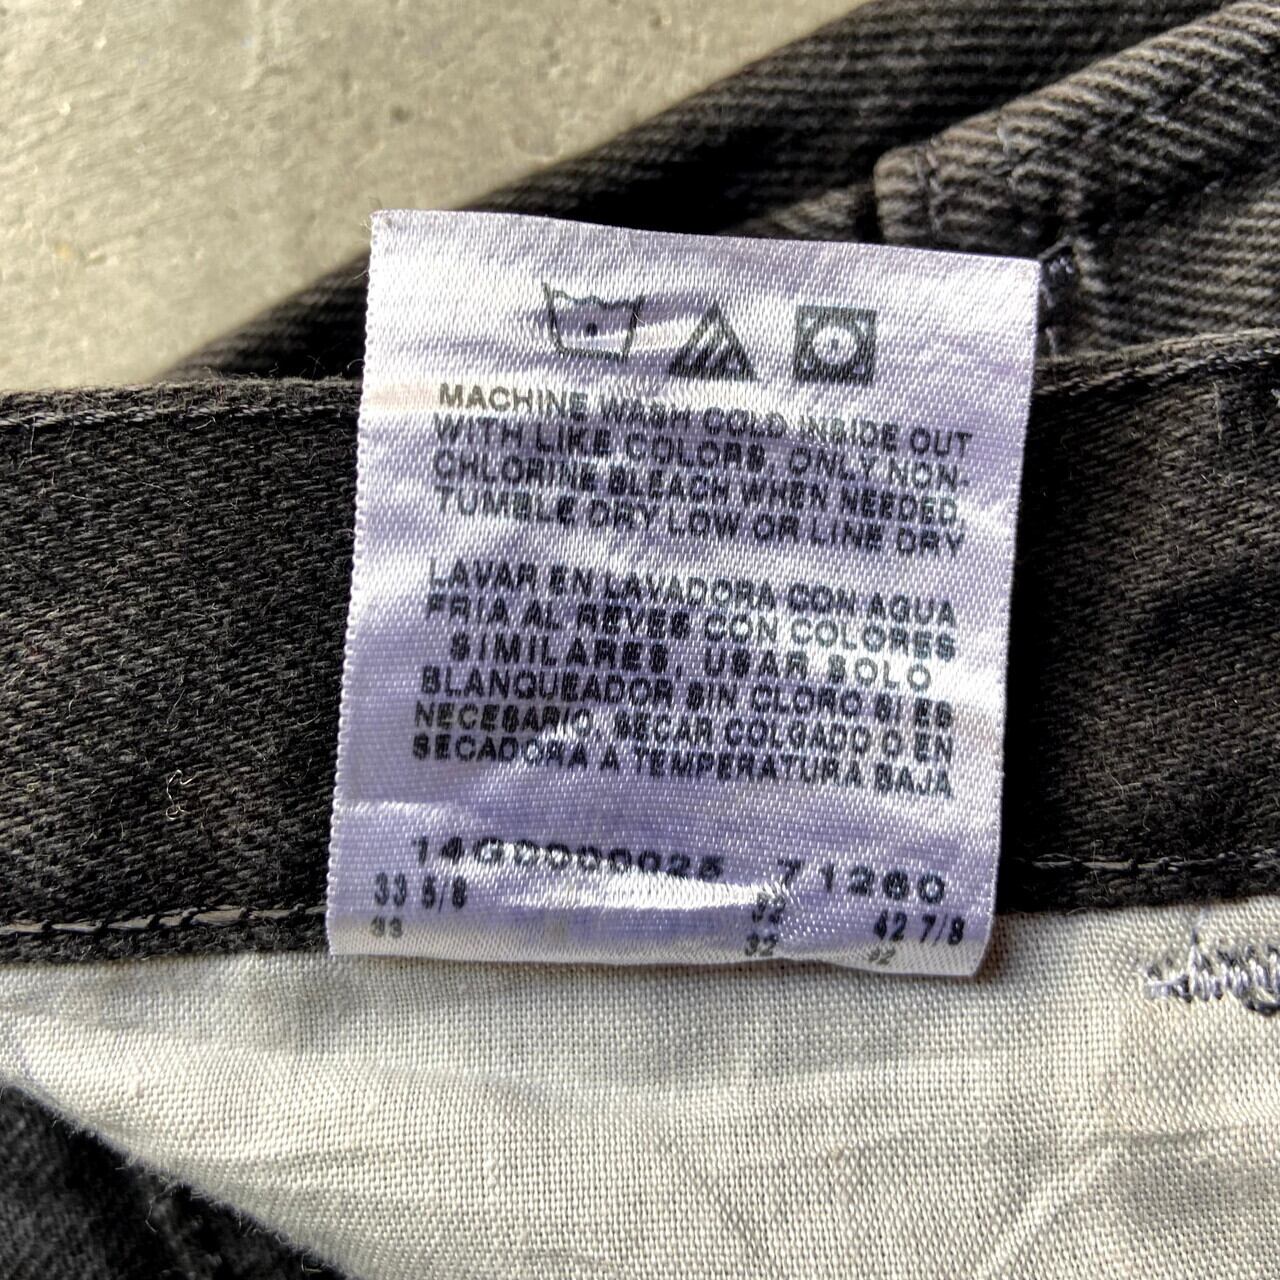 MACHINE WASH COLD INSIDE OUT
WITH LIKE COLORS, ONLY NON-
CHLORINE BLEACH WHEN NEEDED,
TUMBLE DRY LOW OR LINE DRY
LAVAR EN LAVADORA CON AGUA
FRIA AL REVES CON COLORES
SIMILARES, USAR SOLO
BLANQUEADOR SIN CLORO SI ES
NECESARIO, SECAR COLGADO O EN
SECADORA A TEMPERATURA BAJA
71260
33 5/8 42 7/8
33 32